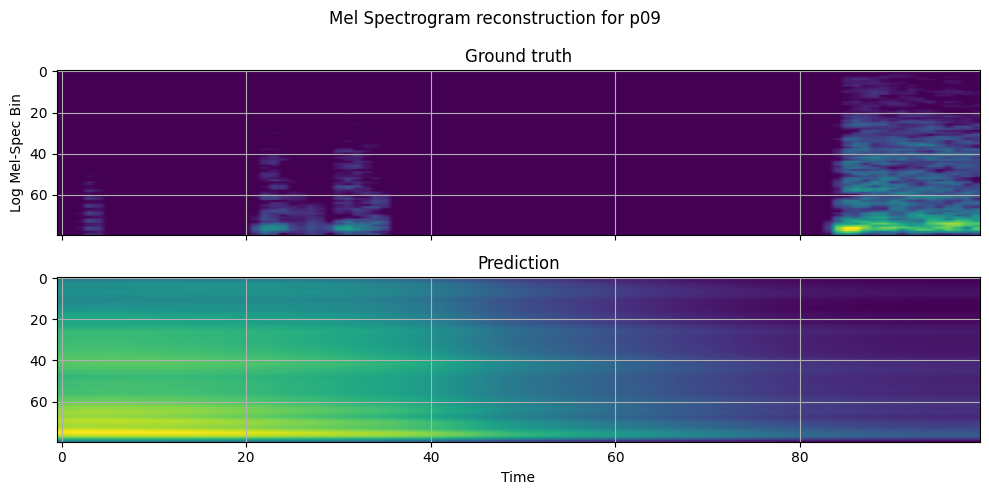 Mel Spectrogram reconstruction for p09
Ground truth
Log Mel-Spec Bin
0
20
40
60
Prediction
0
20
40
60
0 20 40 60 80
Time